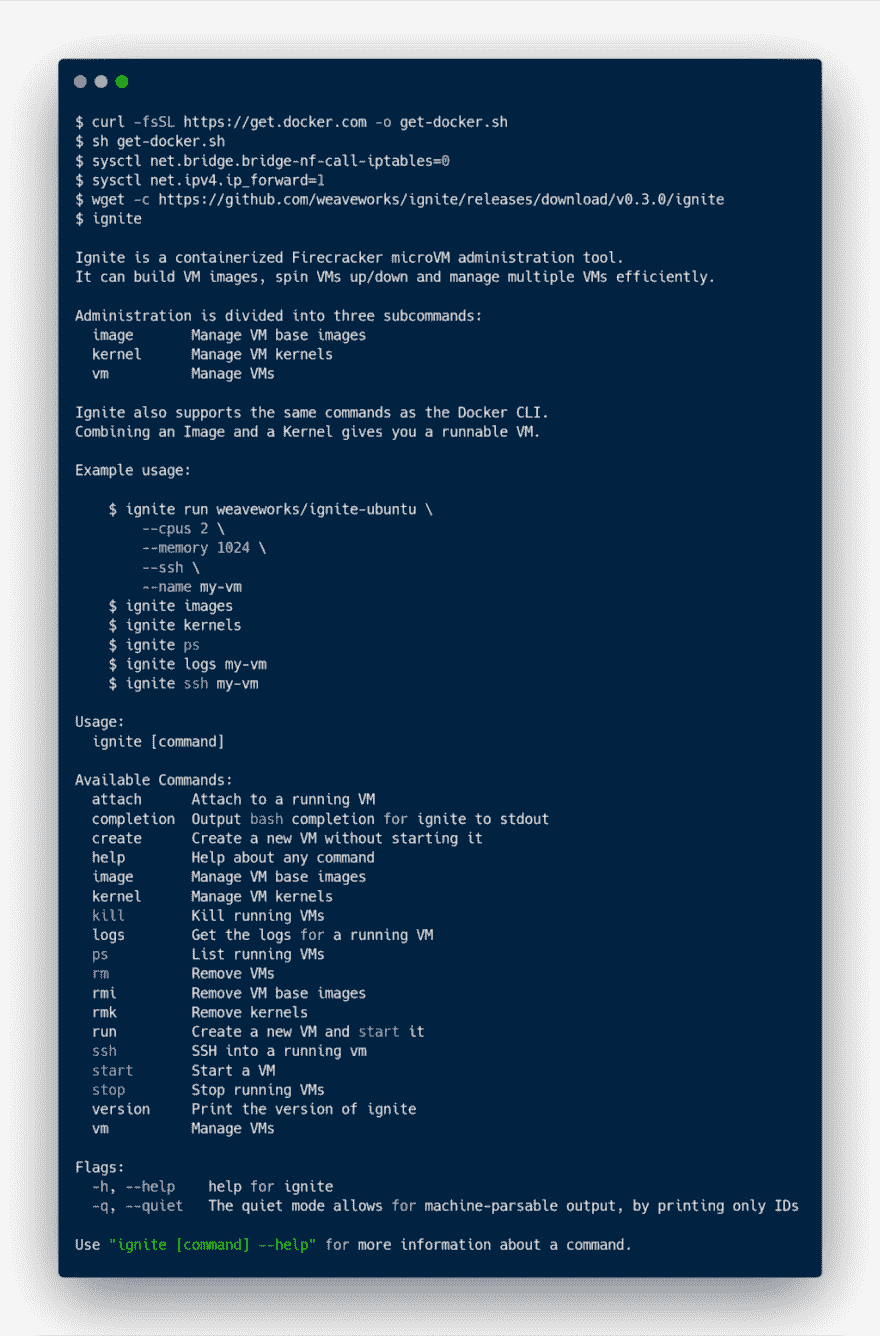 $ curl -fsSL https://get.docker.com -o get-docker.sh
$ sh get-docker.sh
$ sysctl net.bridge.bridge-nf-call-iptables=0
$ sysctl net.ipv4.ip_forward=1
$ wget -c https://github.com/weaveworks/ignite/releases/download/v0.3.0/ignite
$ ignite

Ignite is a containerized Firecracker microVM administration tool.
It can build VM images, spin VMs up/down and manage multiple VMs efficiently.

Administration is divided into three subcommands:
  image       Manage VM base images
  kernel      Manage VM kernels
  vm          Manage VMs

Ignite also supports the same commands as the Docker CLI.
Combining an Image and a Kernel gives you a runnable VM.

Example usage:

    $ ignite run weaveworks/ignite-ubuntu \
        --cpus 2 \
        --memory 1024 \
        --ssh \
        --name my-vm
    $ ignite images
    $ ignite kernels
    $ ignite ps
    $ ignite logs my-vm
    $ ignite ssh my-vm

Usage:
  ignite [command]

Available Commands:
  attach      Attach to a running VM
  completion  Output bash completion for ignite to stdout
  create      Create a new VM without starting it
  help        Help about any command
  image       Manage VM base images
  kernel      Manage VM kernels
  kill        Kill running VMs
  logs        Get the logs for a running VM
  ps          List running VMs
  rm          Remove VMs
  rmi         Remove VM base images
  rmk         Remove kernels
  run         Create a new VM and start it
  ssh         SSH into a running vm
  start       Start a VM
  stop        Stop running VMs
  version     Print the version of ignite
  vm          Manage VMs

Flags:
  -h, --help    help for ignite
  -q, --quiet   The quiet mode allows for machine-parsable output, by printing only IDs

Use "ignite [command] --help" for more information about a command.